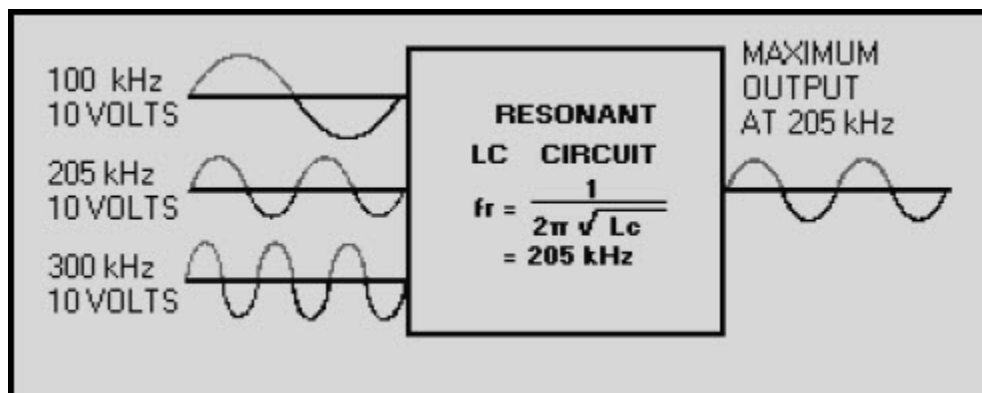 100 kHz
10 VOLTS
205 kHz
10 VOLTS
300 kHz
10 VOLTS
RESONANT
LC CIRCUIT
fr = 1 / 2π √ Lc
= 205 kHz
MAXIMUM
OUTPUT
AT 205 kHz